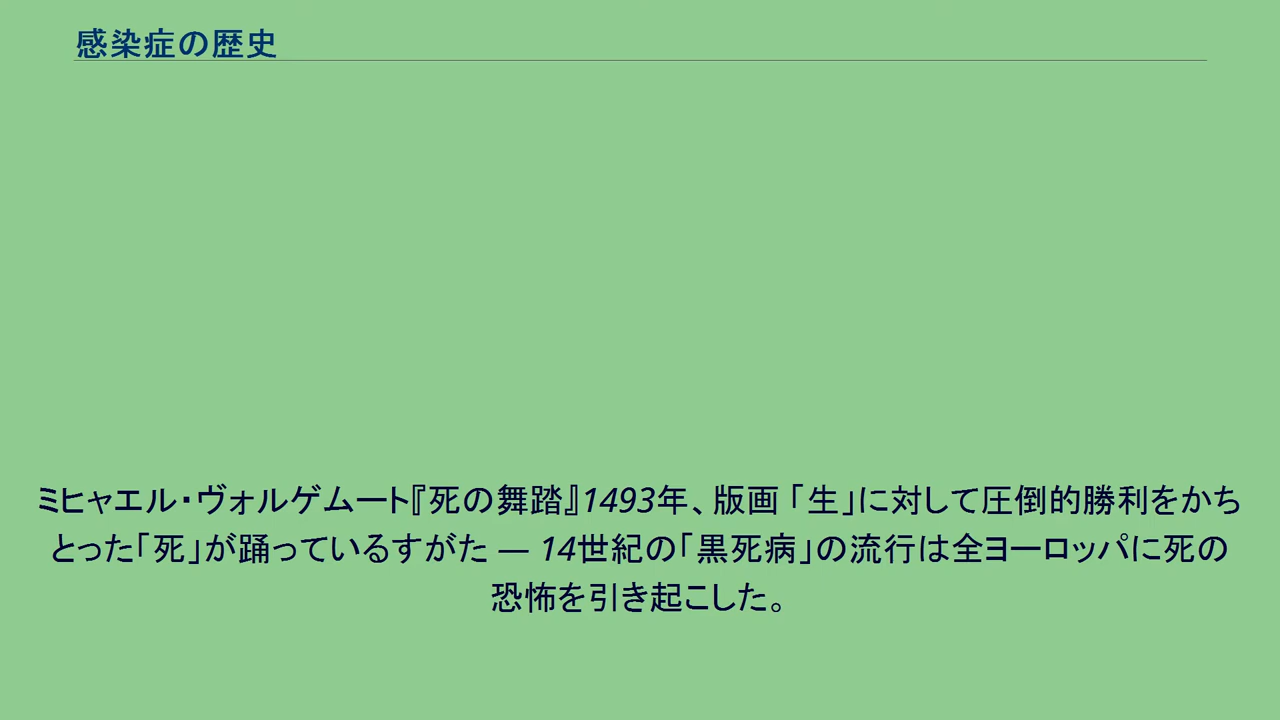 感染症の歴史
ミヒャエル・ヴォルゲムート『死の舞踏』1493年、版画 「生」に対して圧倒的勝利をかち
とった「死」が踊っているすがた — 14世紀の「黒死病」の流行は全ヨーロッパに死の
恐怖を引き起こした。